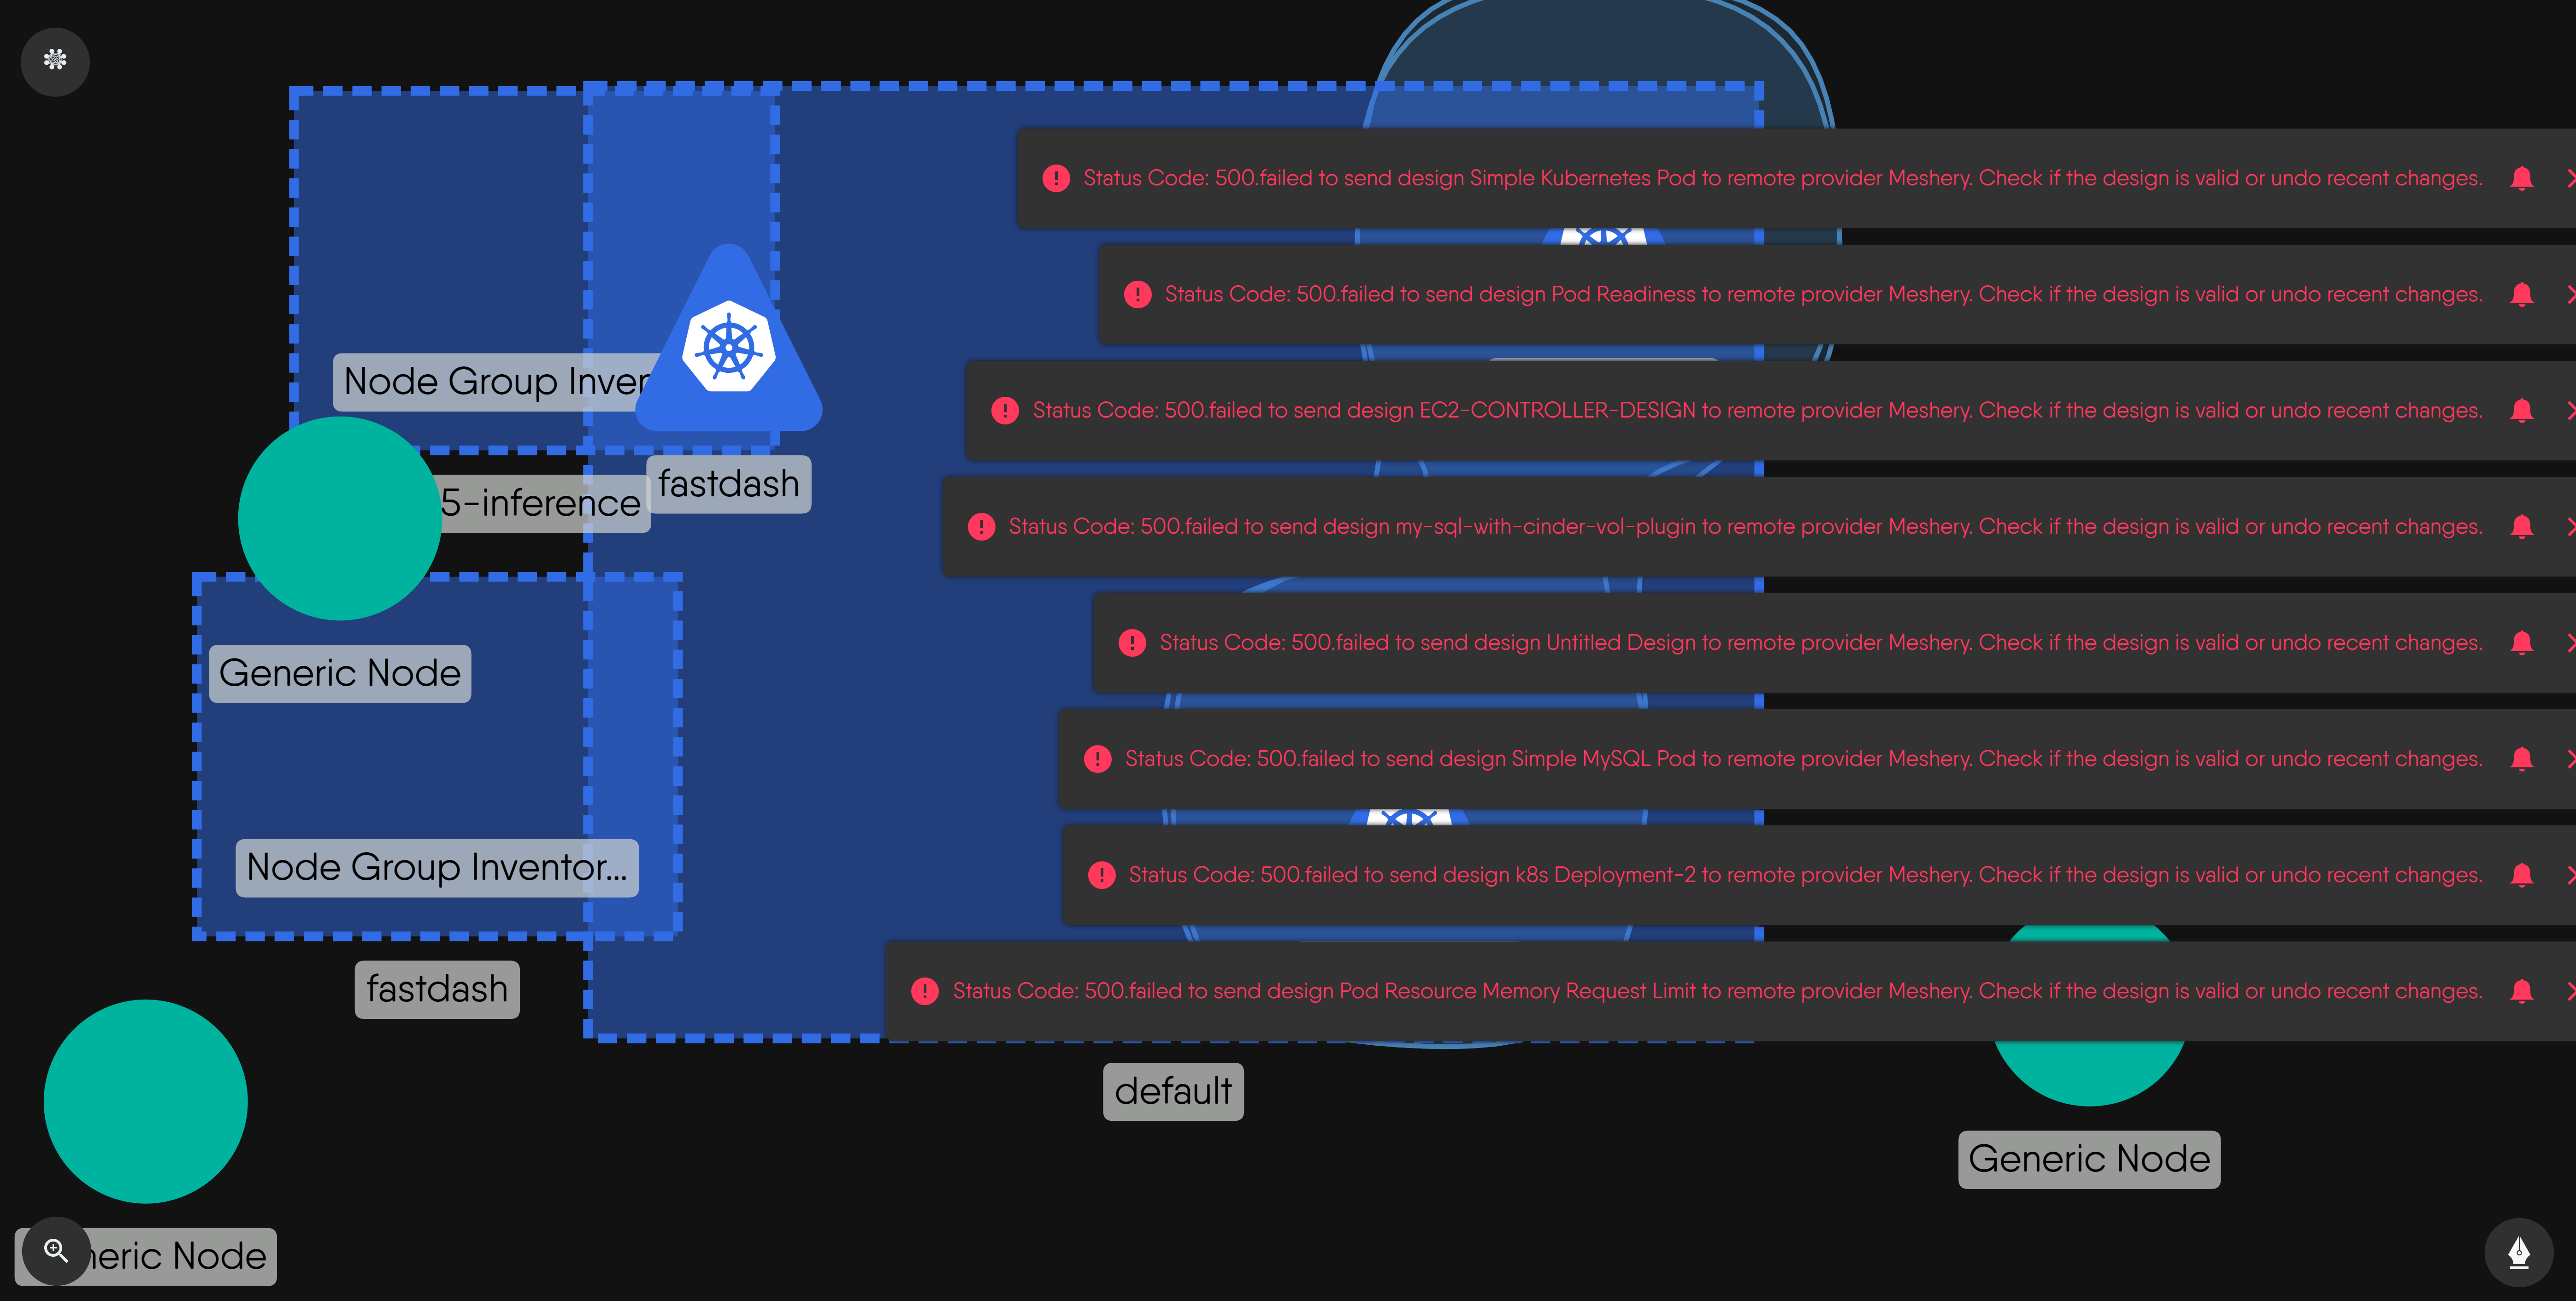 Status Code: 500.failed to send design Simple Kubernetes Pod to remote provider Meshery. Check if the design is valid or undo recent changes.
Status Code: 500.failed to send design Pod Readiness to remote provider Meshery. Check if the design is valid or undo recent changes.
Node Group Inven
Status Code: 500.failed to send design EC2-CONTROLLER-DESIGN to remote provider Meshery. Check if the design is valid or undo recent changes.
fastdash
5-inference
Status Code: 500.failed to send design my-sql-with-cinder-vol-plugin to remote provider Meshery. Check if the design is valid or undo recent changes.
Status Code: 500.failed to send design Untitled Design to remote provider Meshery. Check if the design is valid or undo recent changes.
Generic Node
Status Code: 500.failed to send design Simple MySQL Pod to remote provider Meshery. Check if the design is valid or undo recent changes.
Node Group Inventor...
Status Code: 500.failed to send design k8s Deployment-2 to remote provider Meshery. Check if the design is valid or undo recent changes.
fastdash
Status Code: 500.failed to send design Pod Resource Memory Request Limit to remote provider Meshery. Check if the design is valid or undo recent changes.
default
Generic Node
neric Node